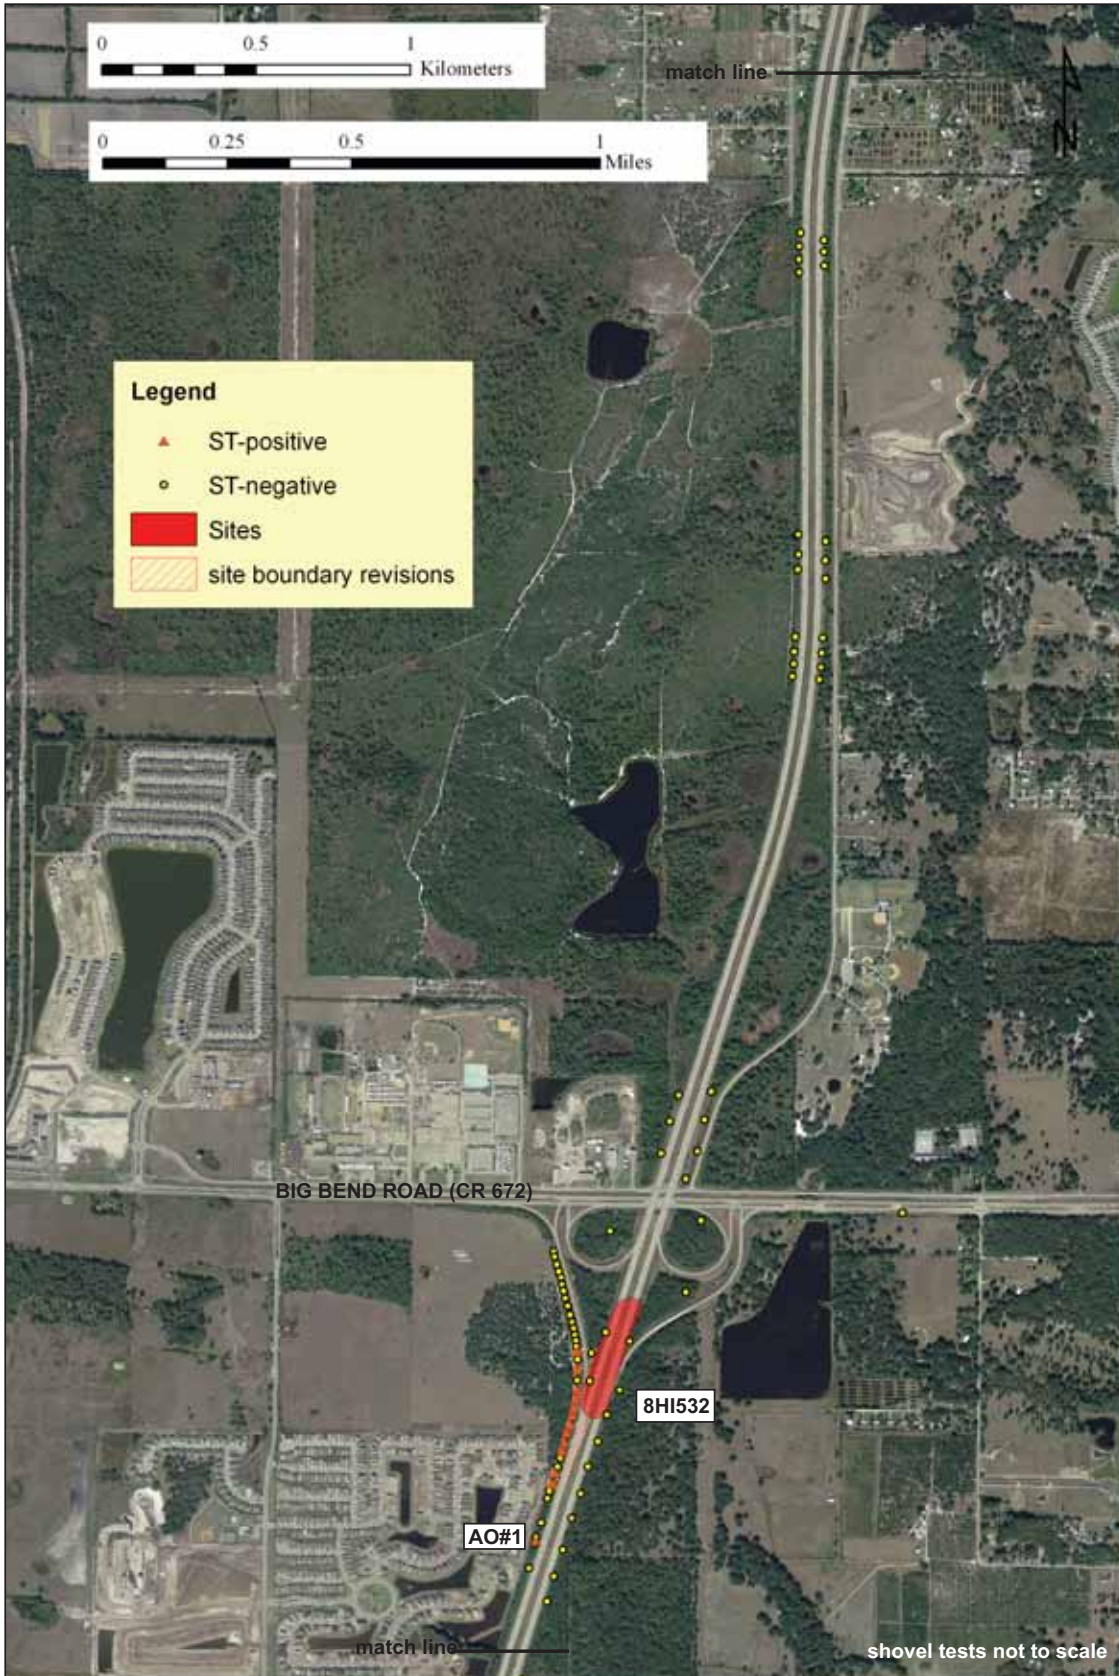 0 0.5 1
Kilometers
match line
N
0 0.25 0.5 1
Miles
Legend
ST-positive
ST-negative
Sites
site boundary revisions
BIG BEND ROAD (CR 672)
8HI532
AO#1
match line
shovel tests not to scale